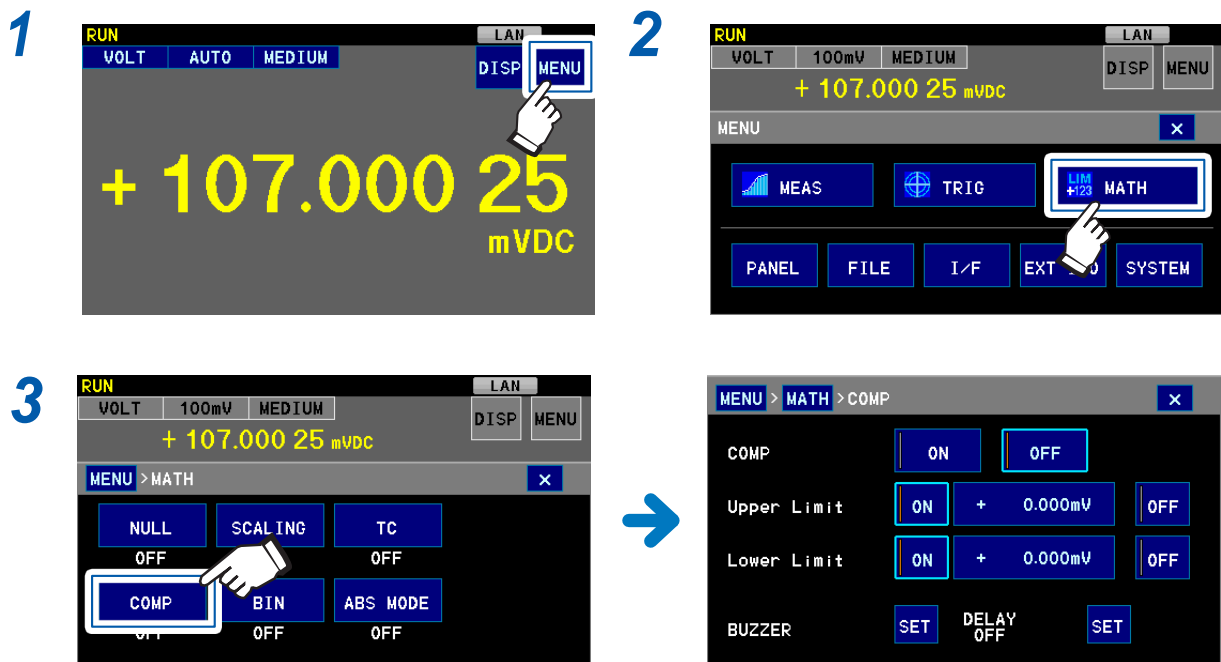 1
RUN LAN
VOLT AUTO MEDIUM
DISP MENU
+ 107.000 25
mVDC
2
RUN LAN
VOLT 100mV MEDIUM
DISP MENU
+ 107.000 25 mVDC
MENU ×
MEAS TRIG LIM +123 MATH
PANEL FILE I/F EXT I/O SYSTEM
3
RUN LAN
VOLT 100mV MEDIUM
DISP MENU
+ 107.000 25 mVDC
MENU >MATH ×
NULL SCALING TC
OFF OFF
COMP BIN ABS MODE
OFF OFF OFF
MENU > MATH >COMP ×
COMP ON OFF
Upper Limit ON + 0.000mV OFF
Lower Limit ON + 0.000mV OFF
BUZZER SET DELAY SET
OFF